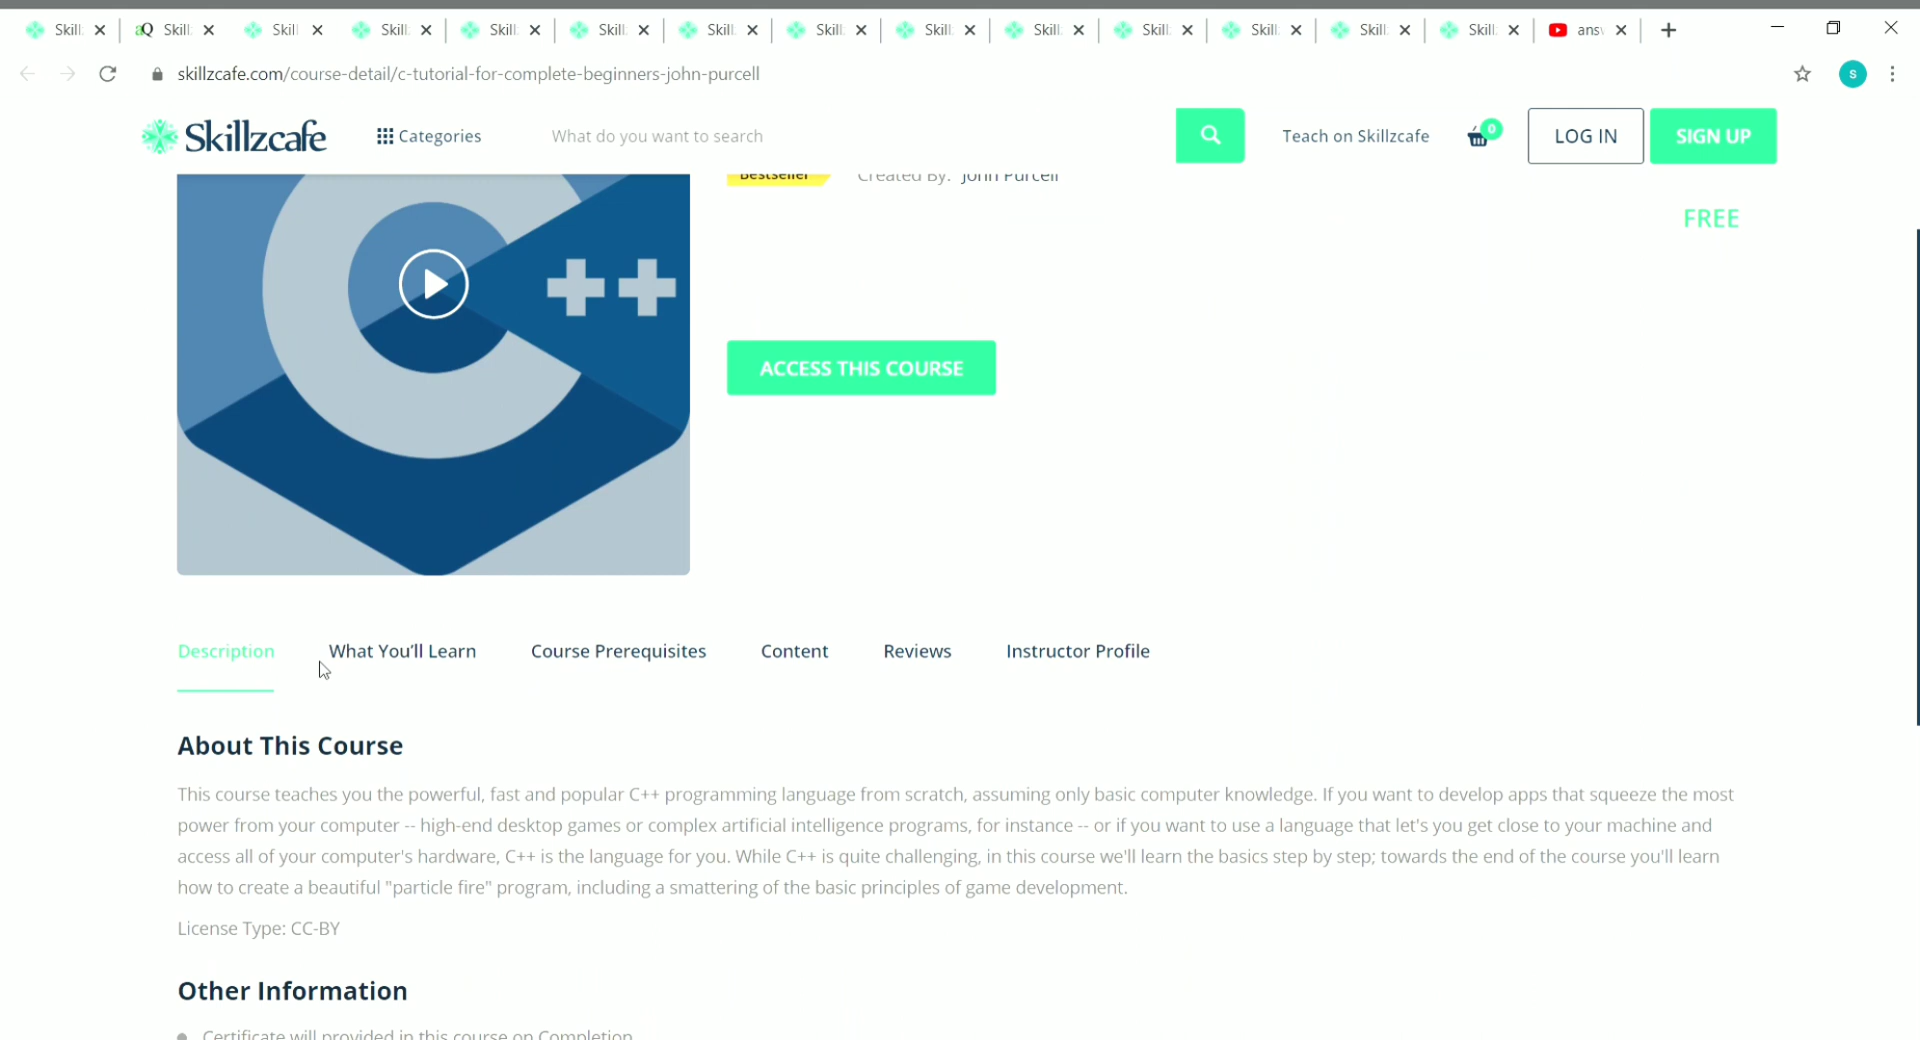 Skill
Skill
Skill
Skill
Skill
Skill
Skill
Skill
Skill
Skill
Skill
Skill
Skill
Skill
ans
skillzcafe.com/course-detail/c-tutorial-for-complete-beginners-john-purcell
S
Skillzcafe
Categories
What do you want to search
Teach on Skillzcafe
0
LOG IN
SIGN UP
Bestseller
Created By: John Purcell
FREE
C++
ACCESS THIS COURSE
Description
What You'll Learn
Course Prerequisites
Content
Reviews
Instructor Profile
About This Course
This course teaches you the powerful, fast and popular C++ programming language from scratch, assuming only basic computer knowledge. If you want to develop apps that squeeze the most
power from your computer -- high-end desktop games or complex artificial intelligence programs, for instance -- or if you want to use a language that let's you get close to your machine and
access all of your computer's hardware, C++ is the language for you. While C++ is quite challenging, in this course we'll learn the basics step by step; towards the end of the course you'll learn
how to create a beautiful "particle fire" program, including a smattering of the basic principles of game development.
License Type: CC-BY
Other Information
Certificate will provided in this course on Completion